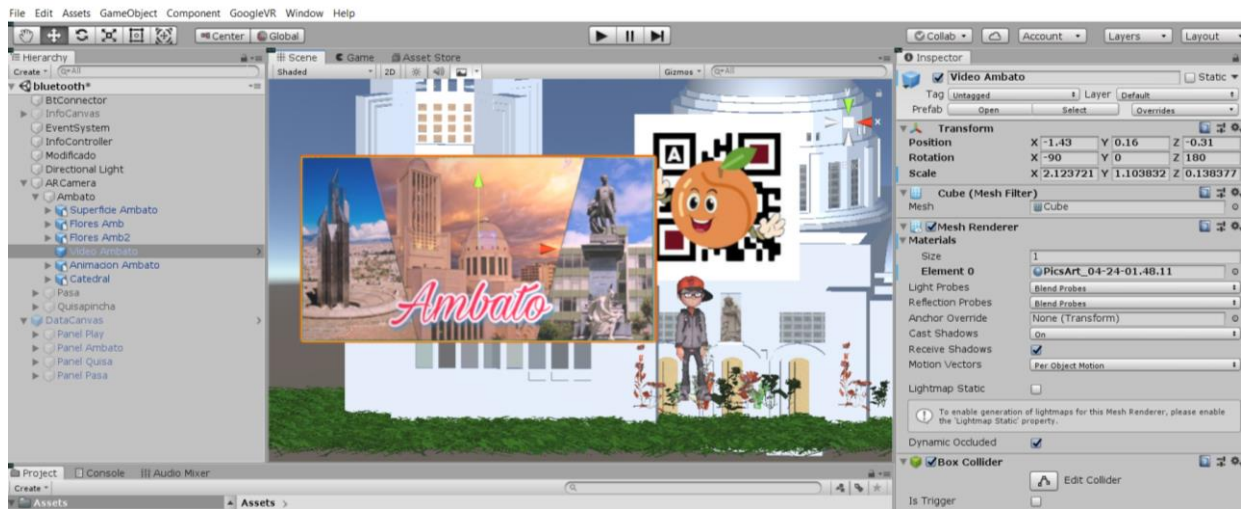 File Edit Assets GameObject Component GoogleVR Window Help
Center Global Collab Account Layers Layout
Hierarchy
Create Q▾All
bluetooth*
BtConnector
InfoCanvas
EventSystem
InfoController
Modificado
Directional Light
ARCamera
Ambato
Superficie Ambato
Flores Amb
Flores Amb2
Video Ambato
Animacion Ambato
Catedral
Pasa
Quisapincha
DataCanvas
Panel Play
Panel Ambato
Panel Quisa
Panel Pasa
Scene Game Asset Store
Shaded 2D Gizmos Q▾All
y
x
A
Ambato
Inspector
Video Ambato Static
Tag Untagged Layer Default
Prefab Open Select Overrides
Transform
Position X -1.43 Y 0.16 Z -0.31
Rotation X -90 Y 0 Z 180
Scale X 2.123721 Y 1.103832 Z 0.138377
Cube (Mesh Filter)
Mesh Cube
Mesh Renderer
Materials
Size 1
Element 0 PicsArt_04-24-01.48.11
Light Probes Blend Probes
Reflection Probes Blend Probes
Anchor Override None (Transform)
Cast Shadows On
Receive Shadows
Motion Vectors Per Object Motion
Lightmap Static
To enable generation of lightmaps for this Mesh Renderer, please enable
the 'Lightmap Static' property.
Dynamic Occluded
Box Collider
Edit Collider
Is Trigger
Project Console Audio Mixer
Create
Assets Assets >